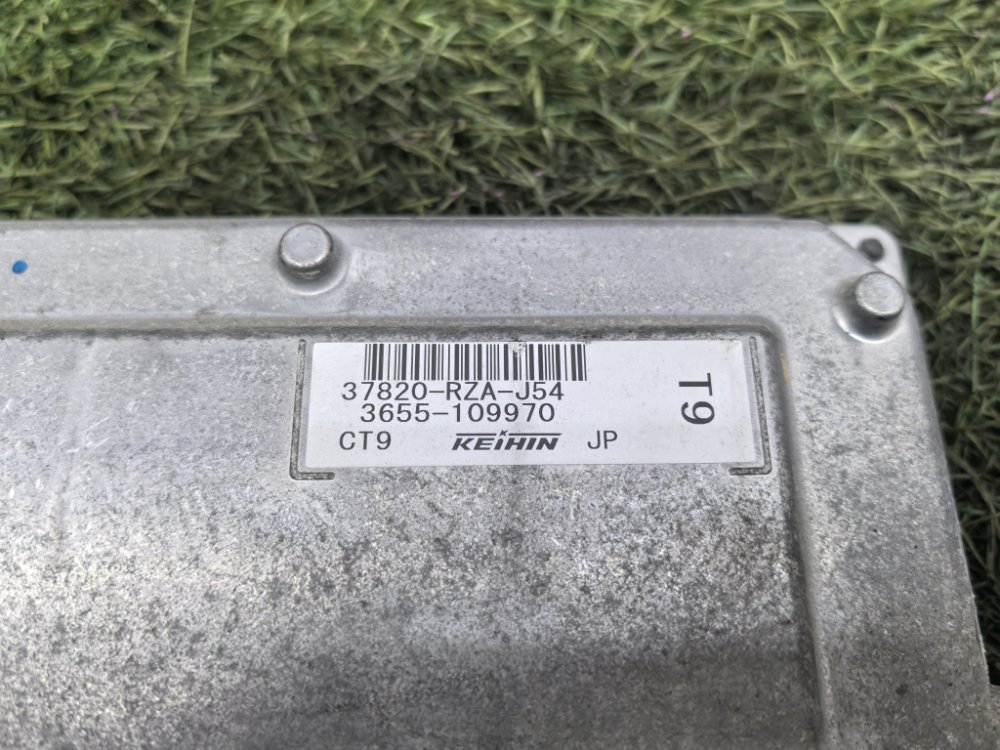 37820-RZA-J54
3655-109970
CT9 KEIHIN JP
T9